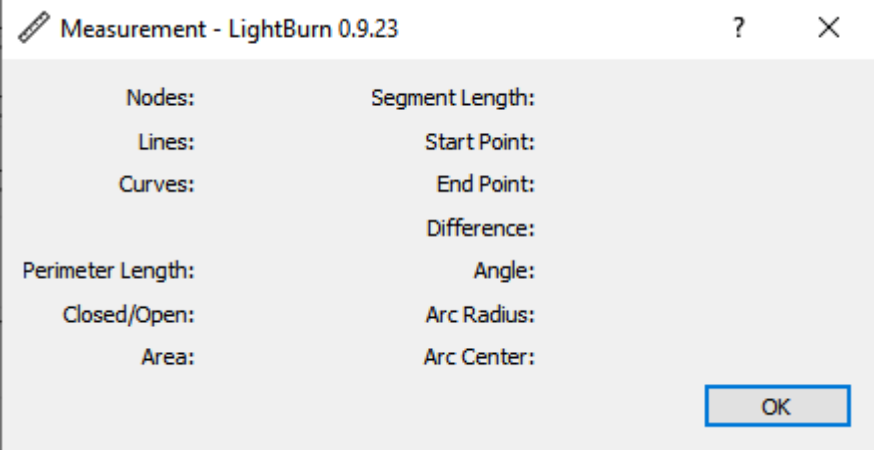 Measurement - LightBurn 0.9.23 ?
Nodes: Segment Length:
Lines: Start Point:
Curves: End Point:
Difference:
Perimeter Length: Angle:
Closed/Open: Arc Radius:
Area: Arc Center:
OK